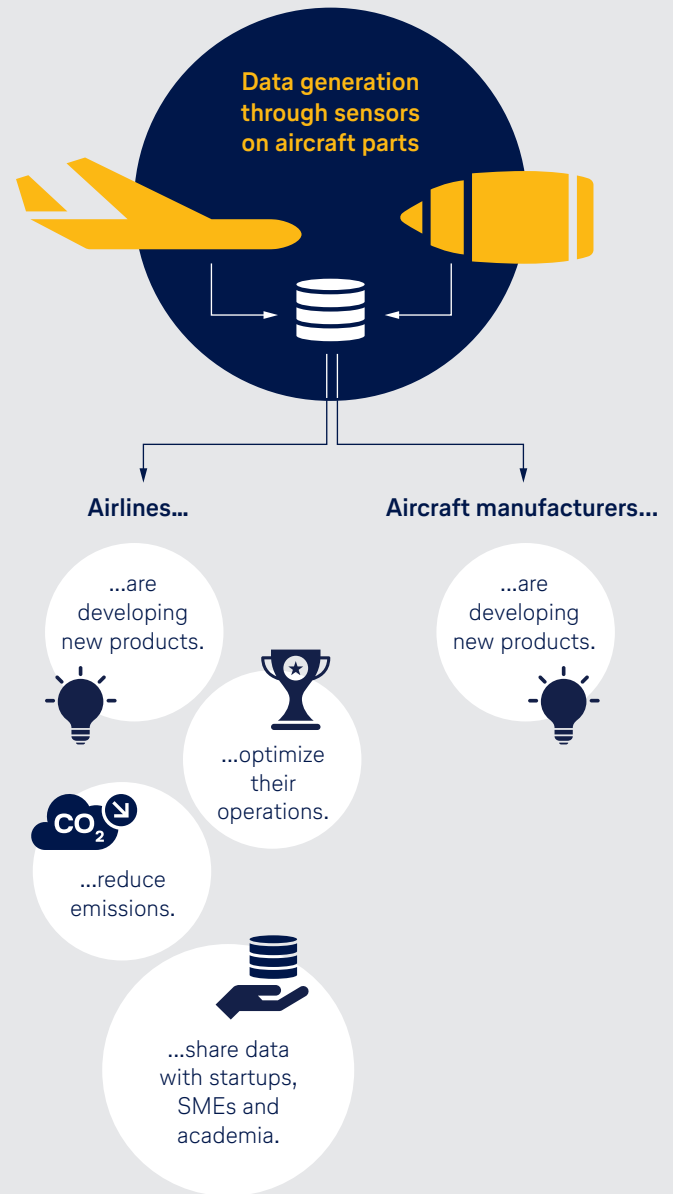 Data generation
through sensors
on aircraft parts
Airlines...
...are
developing
new products.
...optimize
their
operations.
CO₂
...reduce
emissions.
...share data
with startups,
SMEs and
academia.
Aircraft manufacturers...
...are
developing
new products.